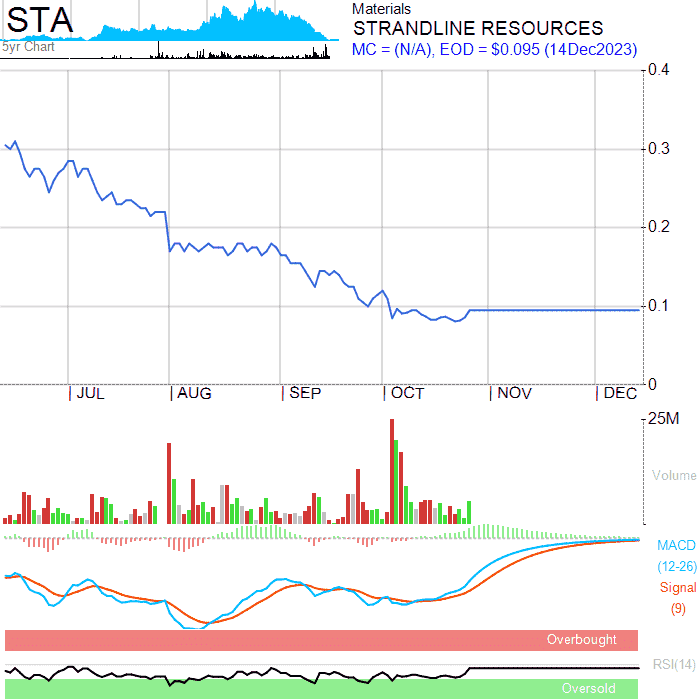 STA
5yr Chart
Materials
STRANDLINE RESOURCES
MC = (N/A), EOD = $0.095 (14Dec2023)
0.4
0.3
0.2
0.1
0
JUL
AUG
SEP
OCT
NOV
DEC
25M
Volume
MACD
(12-26)
Signal
(9)
Overbought
RSI(14)
Oversold